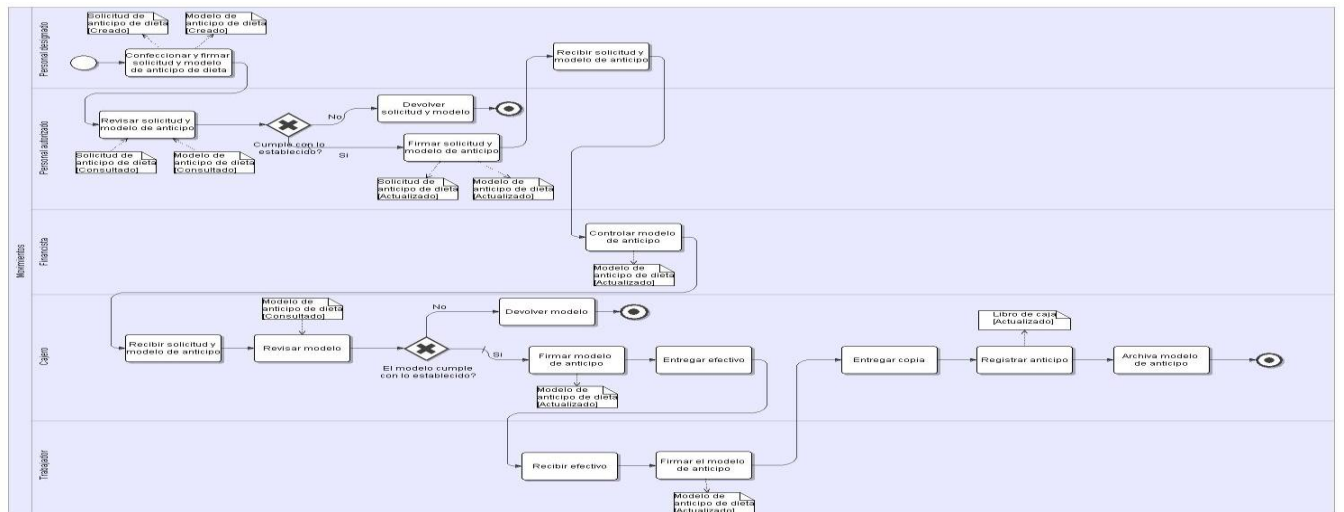 Solicitud de
anticipo de dieta
[Creado]
Modelo de
anticipo de dieta
[Creado]
Personal designado
Confeccionar y firmar
solicitud y modelo
de anticipo de dieta
Recibir solicitud y
modelo de anticipo
Personal autorizado
Revisar solicitud y
modelo de anticipo
Solicitud de
anticipo de dieta
[Consultado]
Modelo de
anticipo de dieta
[Consultado]
Cumple con lo
establecido?
No
Devolver
solicitud y modelo
Si
Firmar solicitud y
modelo de anticipo
Solicitud de
anticipo de dieta
[Actualizado]
Modelo de
anticipo de dieta
[Actualizado]
Movimientos
Financista
Controlar modelo
de anticipo
Modelo de
anticipo de dieta
[Actualizado]
Cajero
Recibir solicitud y
modelo de anticipo
Modelo de
anticipo de dieta
[Consultado]
Revisar modelo
El modelo cumple
con lo establecido?
No
Devolver modelo
Si
Firmar modelo
de anticipo
Modelo de
anticipo de dieta
[Actualizado]
Entregar efectivo
Entregar copia
Libro de caja
[Actualizado]
Registrar anticipo
Archiva modelo
de anticipo
Trabajador
Recibir efectivo
Firmar el modelo
de anticipo
Modelo de
anticipo de dieta
[Actualizado]